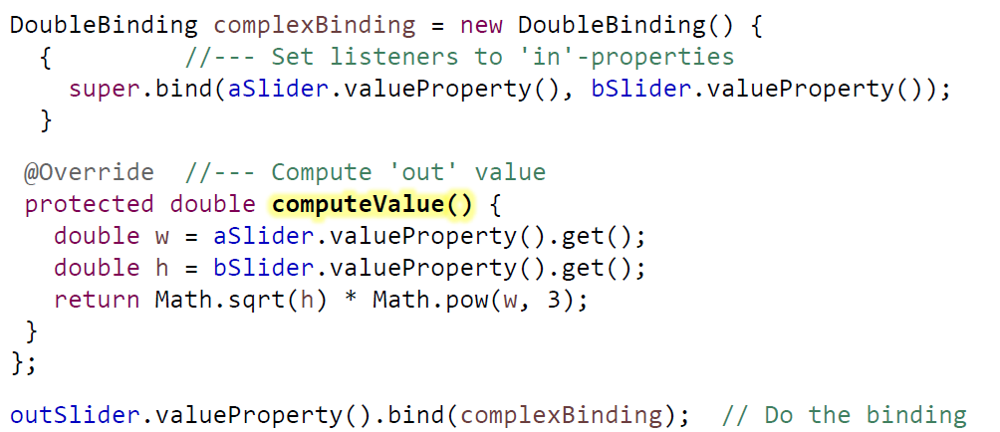 DoubleBinding complexBinding = new DoubleBinding() {
  {         //--- Set listeners to 'in'-properties
    super.bind(aSlider.valueProperty(), bSlider.valueProperty());
  }
 @Override  //--- Compute 'out' value
 protected double computeValue() {
   double w = aSlider.valueProperty().get();
   double h = bSlider.valueProperty().get();
   return Math.sqrt(h) * Math.pow(w, 3);
 }
};
outSlider.valueProperty().bind(complexBinding);  // Do the binding